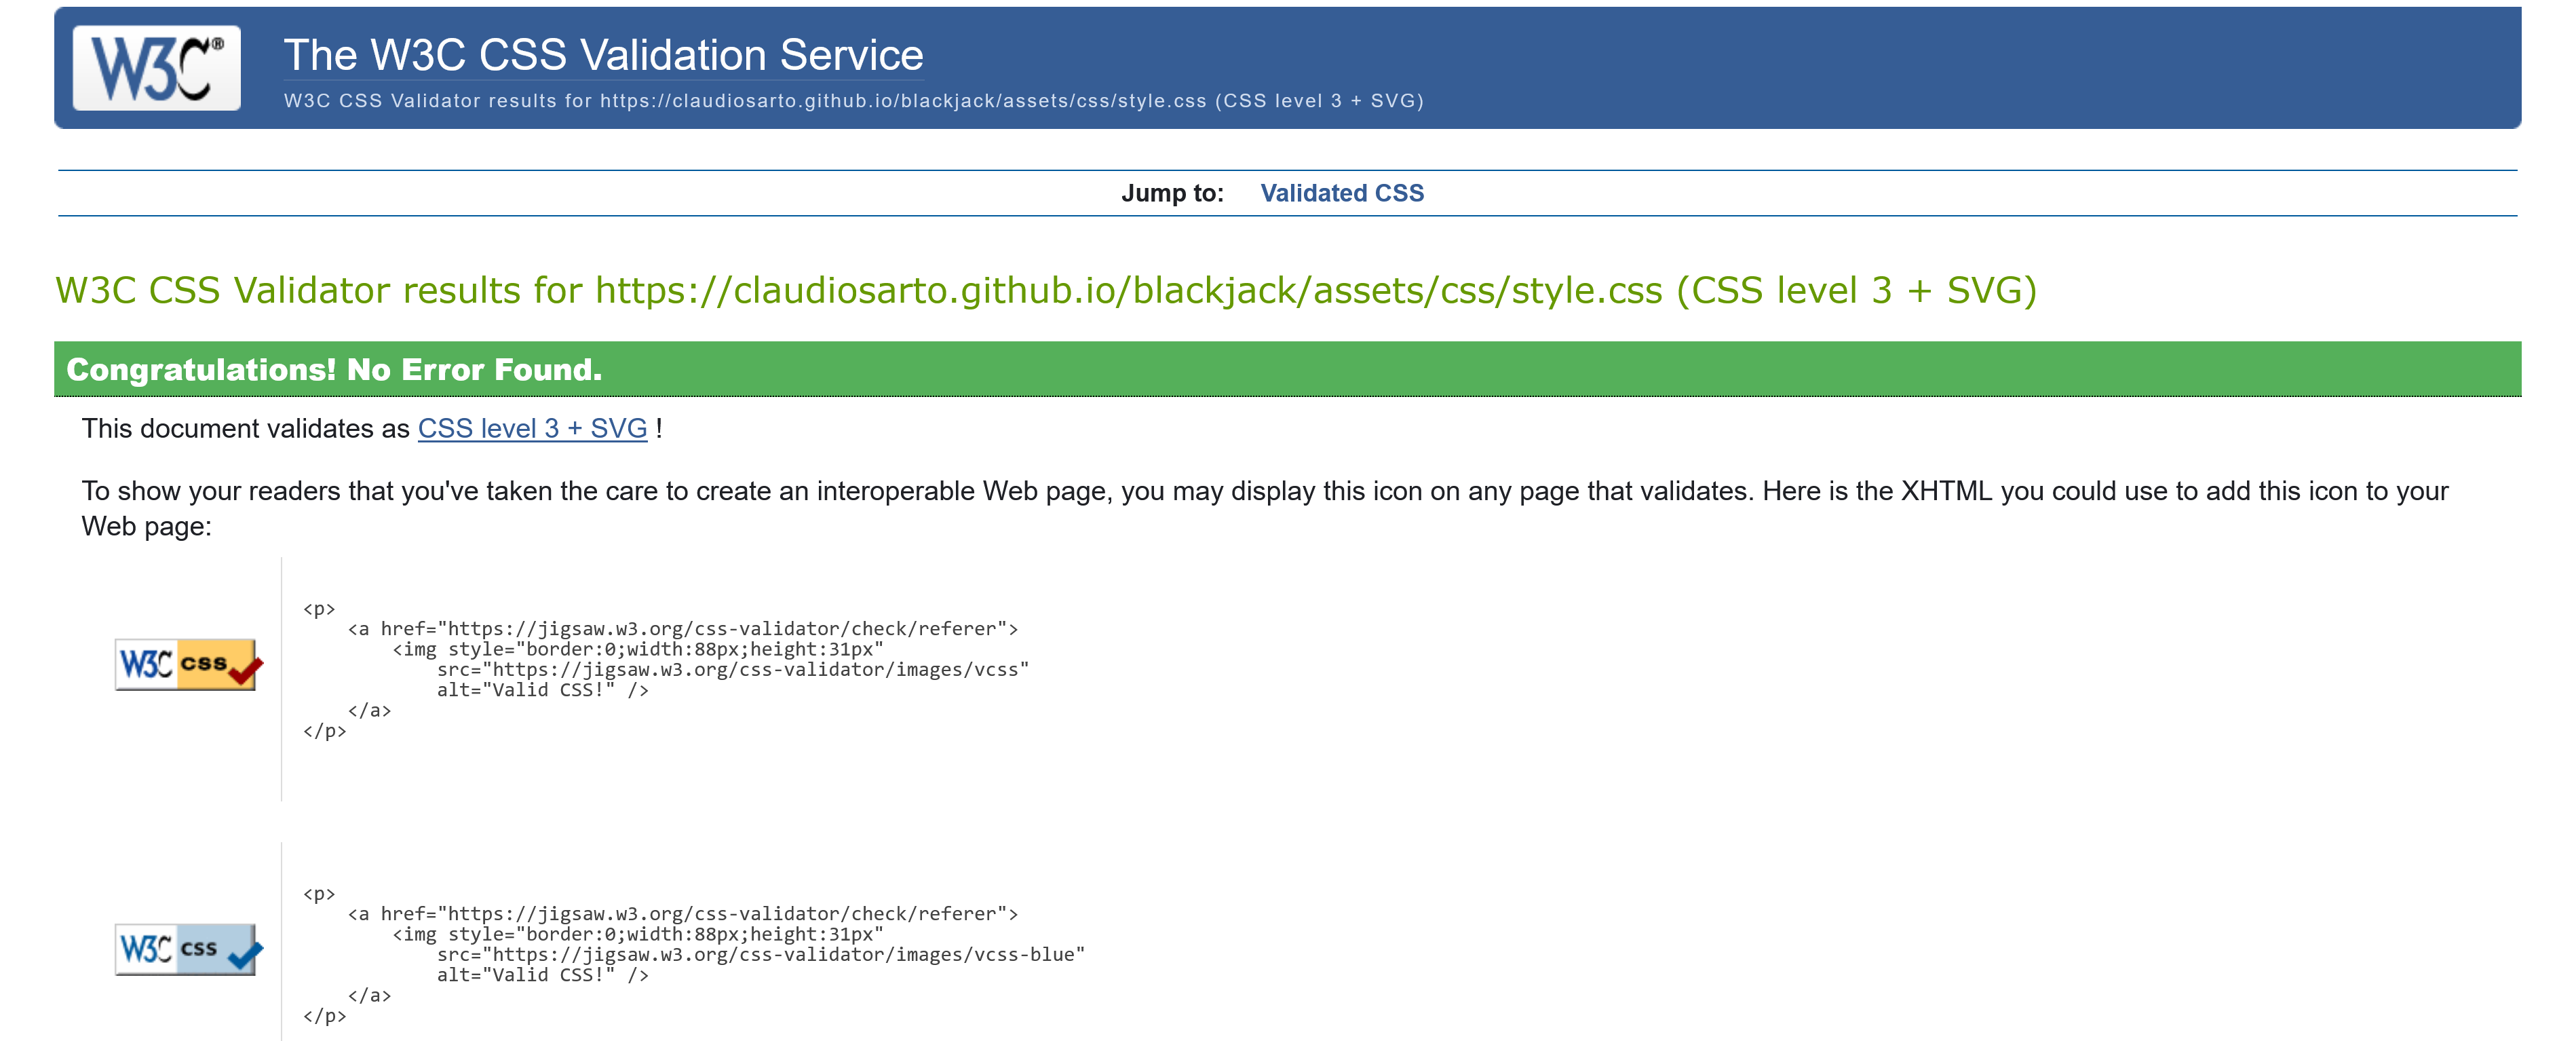 W3C®
The W3C CSS Validation Service
W3C CSS Validator results for https://claudiosarto.github.io/blackjack/assets/css/style.css (CSS level 3 + SVG)
Jump to: Validated CSS
W3C CSS Validator results for https://claudiosarto.github.io/blackjack/assets/css/style.css (CSS level 3 + SVG)
Congratulations! No Error Found.
This document validates as CSS level 3 + SVG !
To show your readers that you've taken the care to create an interoperable Web page, you may display this icon on any page that validates. Here is the XHTML you could use to add this icon to your
Web page:
W3C css
<p>
    <a href="https://jigsaw.w3.org/css-validator/check/referer">
        <img style="border:0;width:88px;height:31px"
            src="https://jigsaw.w3.org/css-validator/images/vcss"
            alt="Valid CSS!" />
    </a>
</p>
W3C css
<p>
    <a href="https://jigsaw.w3.org/css-validator/check/referer">
        <img style="border:0;width:88px;height:31px"
            src="https://jigsaw.w3.org/css-validator/images/vcss-blue"
            alt="Valid CSS!" />
    </a>
</p>